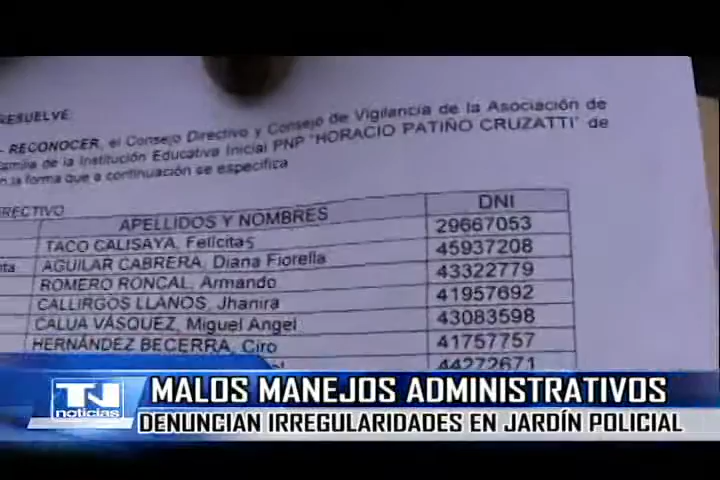 RESUELVE:
- RECONOCER, el Consejo Directivo y Consejo de Vigilancia de la Asociación de
familia de la Institución Educativa Inicial PNP "HORACIO PATIÑO CRUZATTI" de
n la forma que a continuación se especifica
DIRECTIVO
APELLIDOS Y NOMBRES DNI
TACO CALISAYA, Felícitas 29667053
nta AGUILAR CABRERA, Diana Fiorella 45937208
ROMERO RONCAL, Armando 43322779
CALLIRGOS LLANOS, Jhanira 41957692
CALUA VÁSQUEZ, Miguel Angel 43083598
HERNÁNDEZ BECERRA, Ciro 41757757
44272671
TN noticias
MALOS MANEJOS ADMINISTRATIVOS
DENUNCIAN IRREGULARIDADES EN JARDÍN POLICIAL